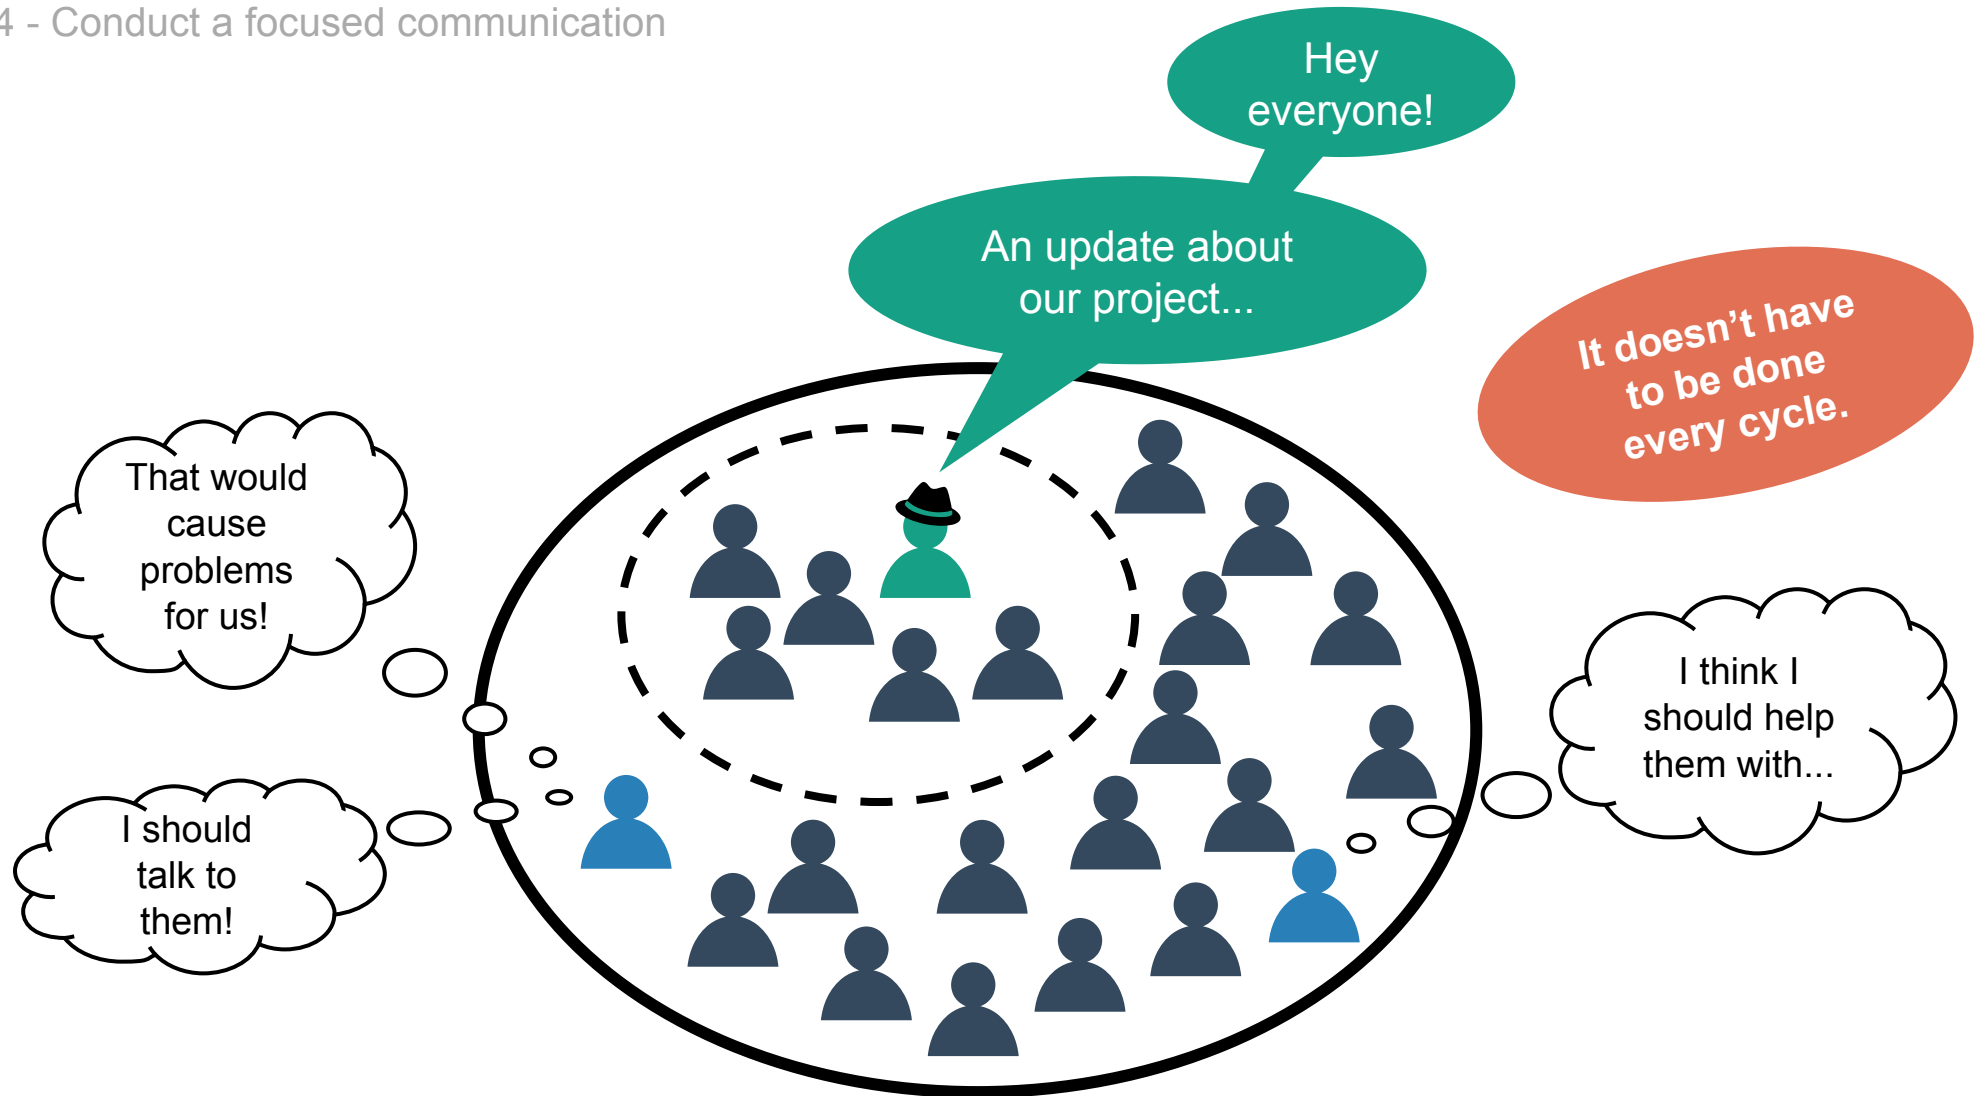 4 - Conduct a focused communication
Hey
everyone!
An update about
our project...
It doesn't have
to be done
every cycle.
That would
cause
problems
for us!
I think I
should help
them with...
I should
talk to
them!